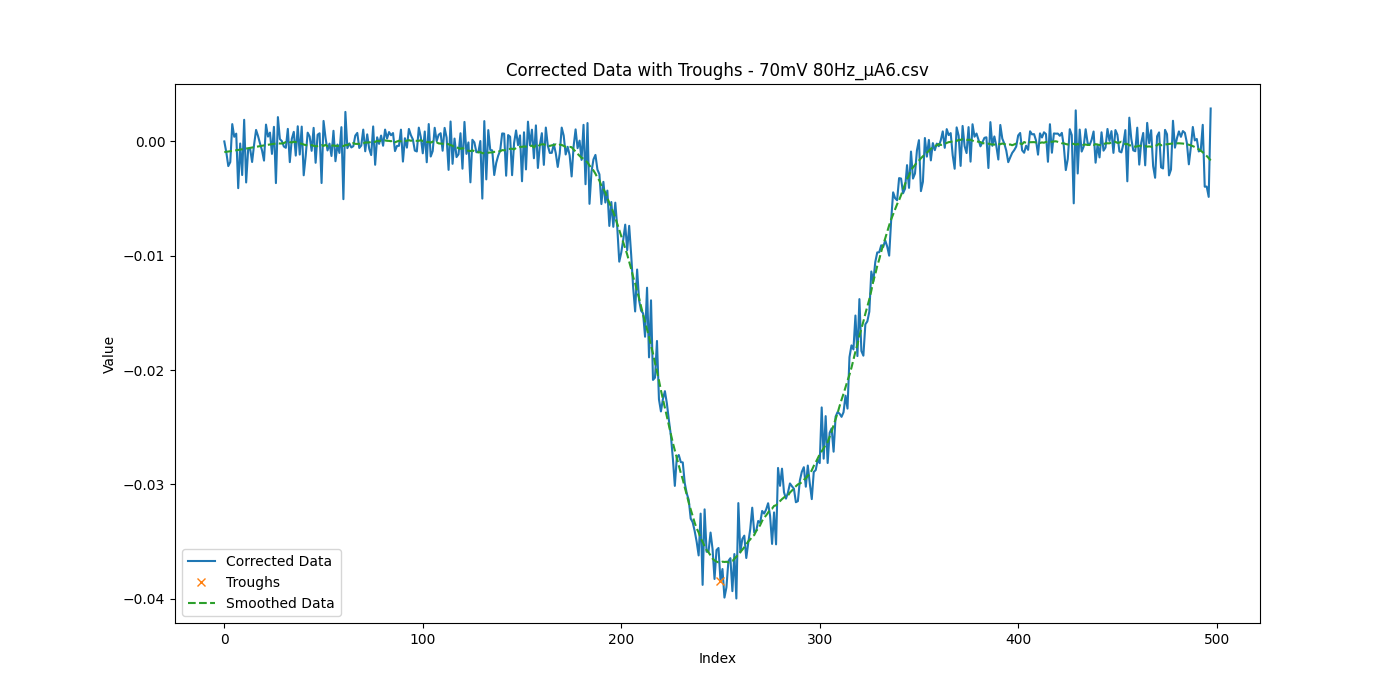 Corrected Data with Troughs - 70mV 80Hz_µA6.csv
Value
0.00
−0.01
−0.02
−0.03
−0.04
Corrected Data
Troughs
Smoothed Data
0 100 200 300 400 500
Index